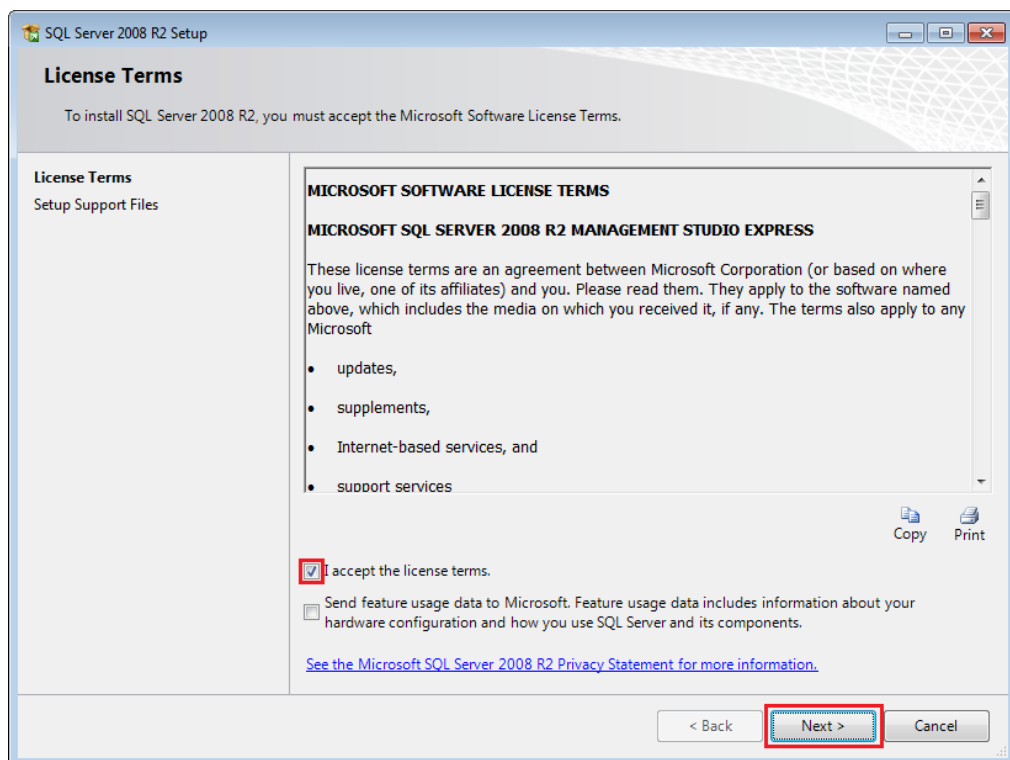 SQL Server 2008 R2 Setup
License Terms
To install SQL Server 2008 R2, you must accept the Microsoft Software License Terms.
License Terms
Setup Support Files
MICROSOFT SOFTWARE LICENSE TERMS
MICROSOFT SQL SERVER 2008 R2 MANAGEMENT STUDIO EXPRESS
These license terms are an agreement between Microsoft Corporation (or based on where
you live, one of its affiliates) and you. Please read them. They apply to the software named
above, which includes the media on which you received it, if any. The terms also apply to any
Microsoft
• updates,
• supplements,
• Internet-based services, and
• support services
Copy Print
I accept the license terms.
Send feature usage data to Microsoft. Feature usage data includes information about your
hardware configuration and how you use SQL Server and its components.
See the Microsoft SQL Server 2008 R2 Privacy Statement for more information.
< Back Next > Cancel